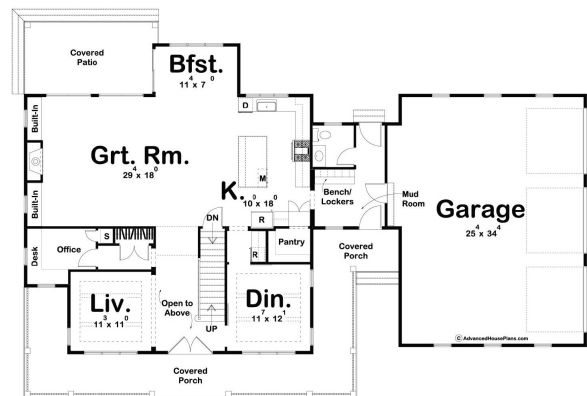 Covered
Patio
Bfst.
11⁴ x 7⁰
D
Built-In
Grt. Rm.
29⁴ x 18⁰
M
K.
10⁰ x 18⁰
Built-In
Bench/
Lockers
Mud
Room
Garage
25⁴ x 34⁴
DN
R
Desk
Office
S
R
Pantry
Covered
Porch
Liv.
11³ x 11⁰
Open to
Above
UP
Din.
11⁷ x 12¹
© AdvancedHousePlans.com
Covered
Porch